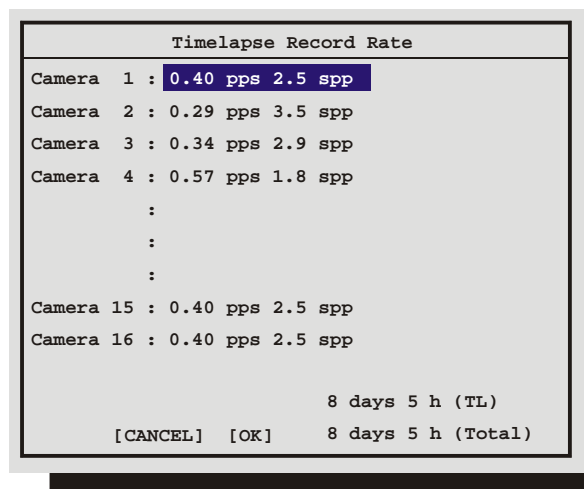 Timelapse Record Rate
Camera 1 : 0.40 pps 2.5 spp
Camera 2 : 0.29 pps 3.5 spp
Camera 3 : 0.34 pps 2.9 spp
Camera 4 : 0.57 pps 1.8 spp
:
:
:
Camera 15 : 0.40 pps 2.5 spp
Camera 16 : 0.40 pps 2.5 spp
8 days 5 h (TL)
[CANCEL] [OK] 8 days 5 h (Total)